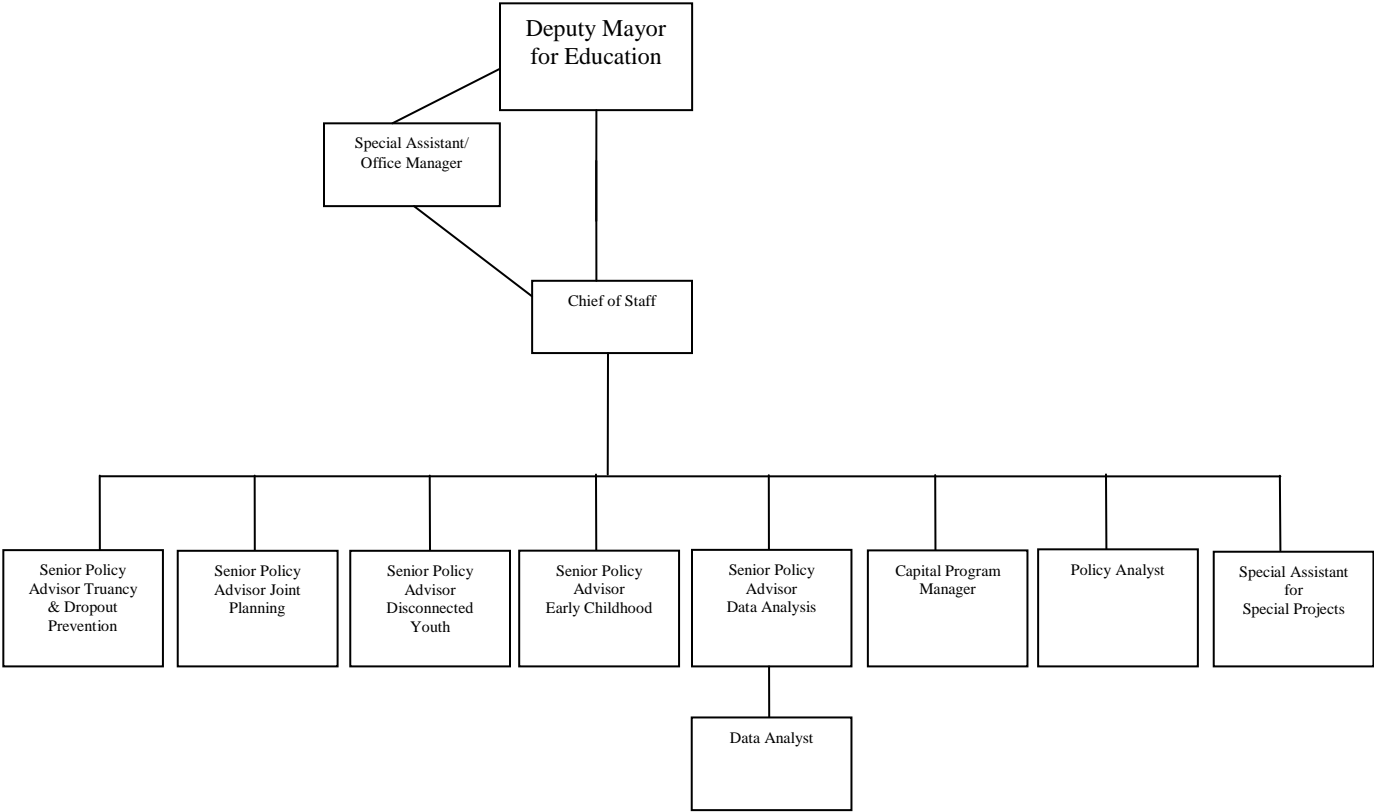 Deputy Mayor
for Education
Special Assistant/
Office Manager
Chief of Staff
Senior Policy
Advisor Truancy
& Dropout
Prevention
Senior Policy
Advisor Joint
Planning
Senior Policy
Advisor
Disconnected
Youth
Senior Policy
Advisor
Early Childhood
Senior Policy
Advisor
Data Analysis
Capital Program
Manager
Policy Analyst
Special Assistant
for
Special Projects
Data Analyst